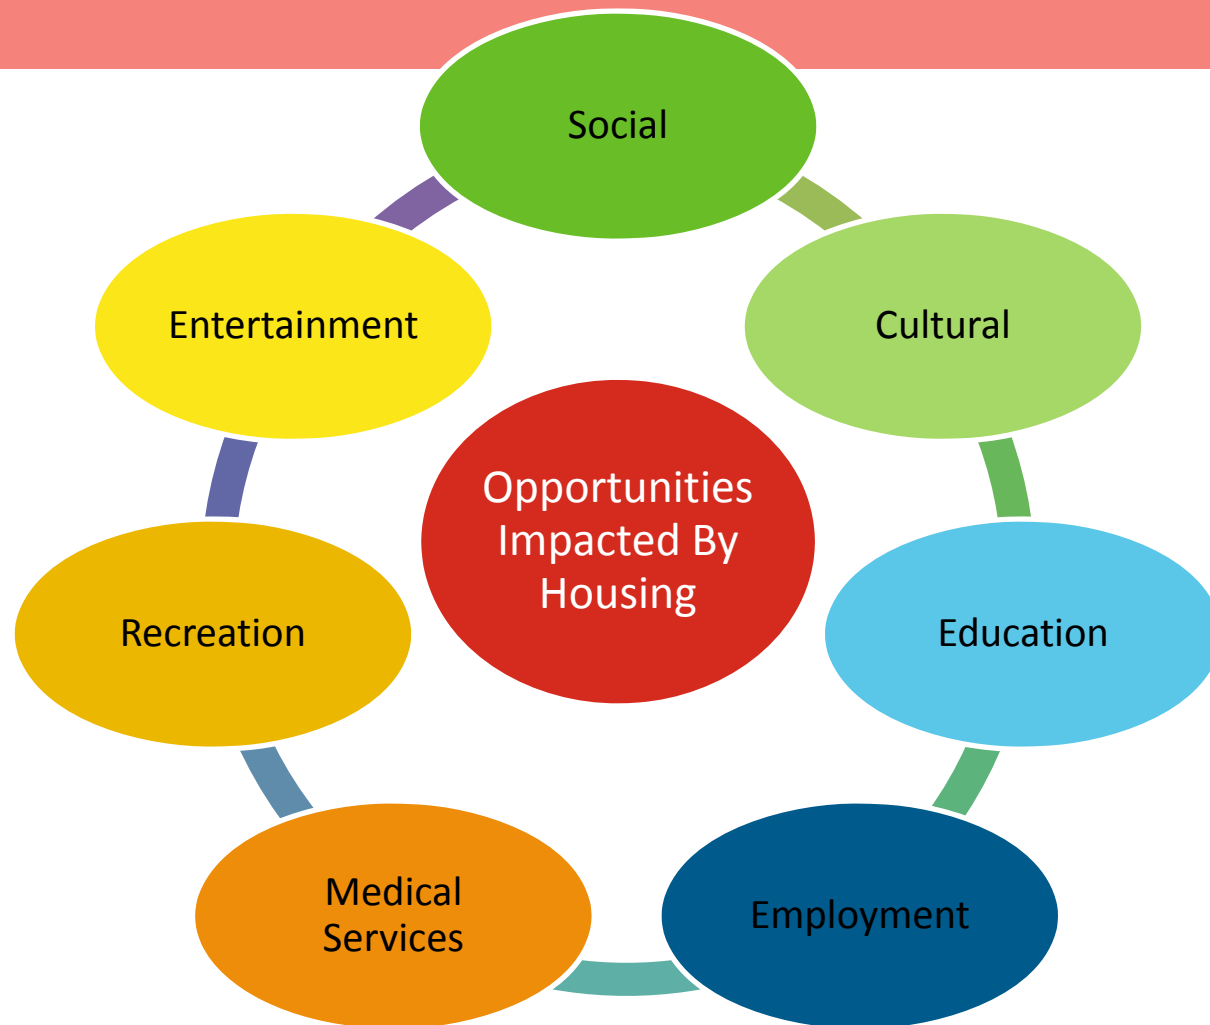 Social
Entertainment
Cultural
Opportunities
Impacted By
Housing
Recreation
Education
Medical
Services
Employment